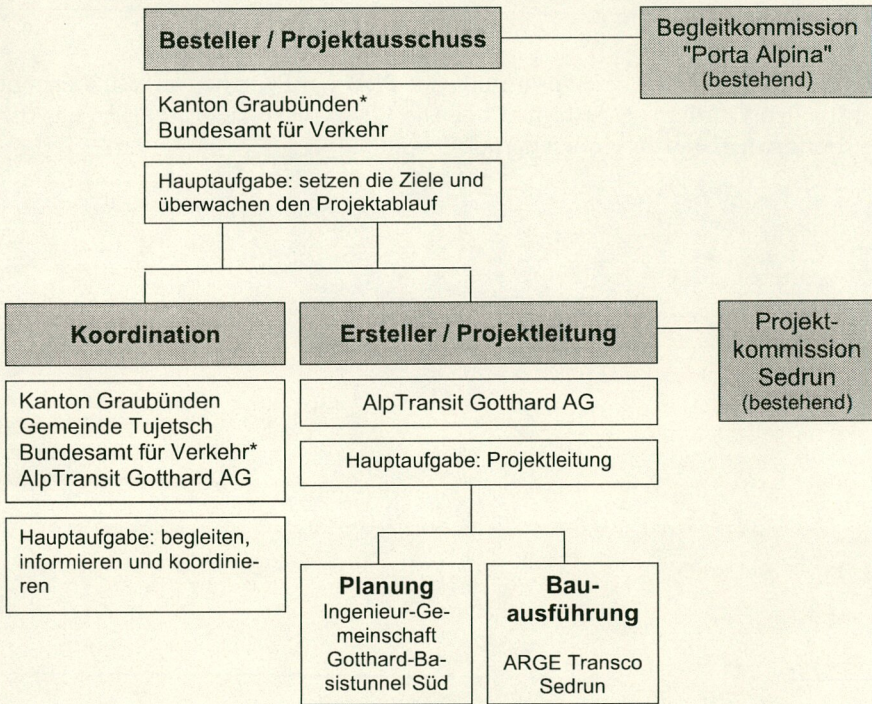 Besteller / Projektausschuss
Begleitkommission
"Porta Alpina"
(bestehend)
Kanton Graubünden*
Bundesamt für Verkehr
Hauptaufgabe: setzen die Ziele und
überwachen den Projektablauf
Koordination
Ersteller / Projektleitung
Projekt-
kommission
Sedrun
(bestehend)
Kanton Graubünden
Gemeinde Tujetsch
Bundesamt für Verkehr*
AlpTransit Gotthard AG
Hauptaufgabe: begleiten,
informieren und koordinie-
ren
AlpTransit Gotthard AG
Hauptaufgabe: Projektleitung
Planung
Ingenieur-Ge-
meinschaft
Gotthard-Ba-
sistunnel Süd
Bau-
ausführung
ARGE Transco
Sedrun